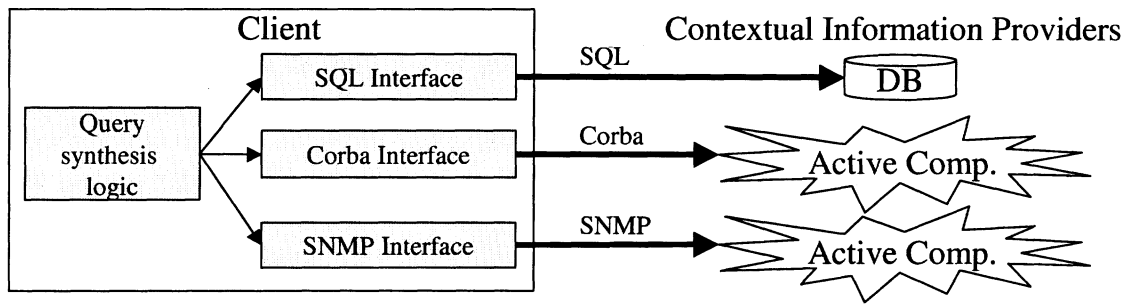 Client
Contextual Information Providers
SQL Interface
SQL
DB
Query
synthesis
logic
Corba Interface
Corba
Active Comp.
SNMP Interface
SNMP
Active Comp.